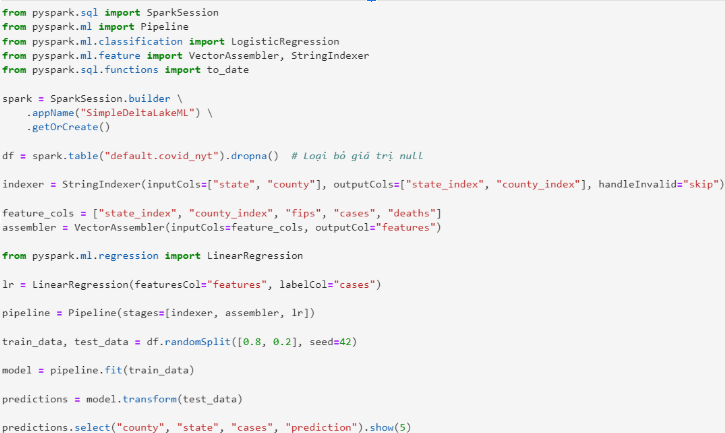 from pyspark.sql import SparkSession
from pyspark.ml import Pipeline
from pyspark.ml.classification import LogisticRegression
from pyspark.ml.feature import VectorAssembler, StringIndexer
from pyspark.sql.functions import to_date
spark = SparkSession.builder \
    .appName("SimpleDeltaLakeML") \
    .getOrCreate()
df = spark.table("default.covid_nyt").dropna()  # Loại bỏ giá trị null
indexer = StringIndexer(inputCols=["state", "county"], outputCols=["state_index", "county_index"], handleInvalid="skip")
feature_cols = ["state_index", "county_index", "fips", "cases", "deaths"]
assembler = VectorAssembler(inputCols=feature_cols, outputCol="features")
from pyspark.ml.regression import LinearRegression
lr = LinearRegression(featuresCol="features", labelCol="cases")
pipeline = Pipeline(stages=[indexer, assembler, lr])
train_data, test_data = df.randomSplit([0.8, 0.2], seed=42)
model = pipeline.fit(train_data)
predictions = model.transform(test_data)
predictions.select("county", "state", "cases", "prediction").show(5)